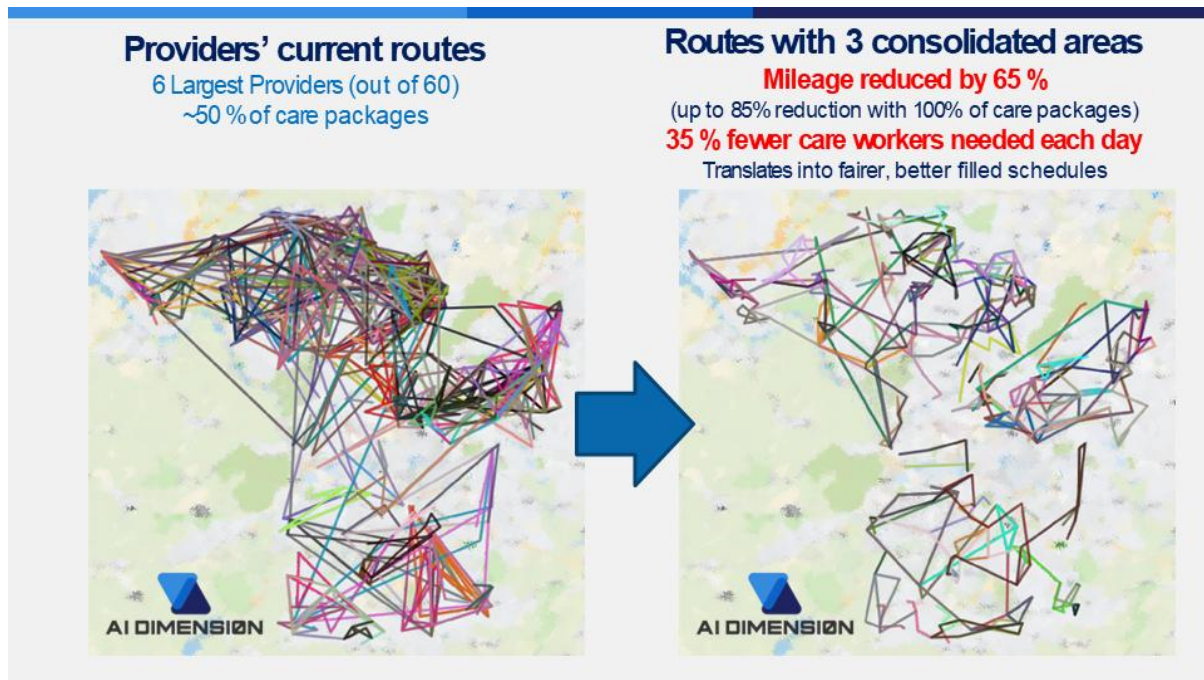 Providers' current routes
6 Largest Providers (out of 60)
~50 % of care packages
Routes with 3 consolidated areas
Mileage reduced by 65 %
(up to 85% reduction with 100% of care packages)
35 % fewer care workers needed each day
Translates into fairer, better filled schedules
AI DIMENSIØN
AI DIMENSIØN